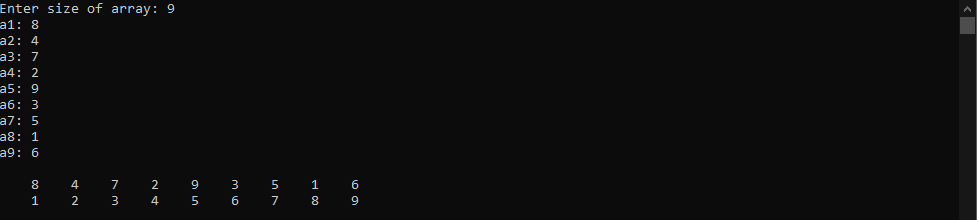 Enter size of array: 9
a1: 8
a2: 4
a3: 7
a4: 2
a5: 9
a6: 3
a7: 5
a8: 1
a9: 6
8 4 7 2 9 3 5 1 6
1 2 3 4 5 6 7 8 9